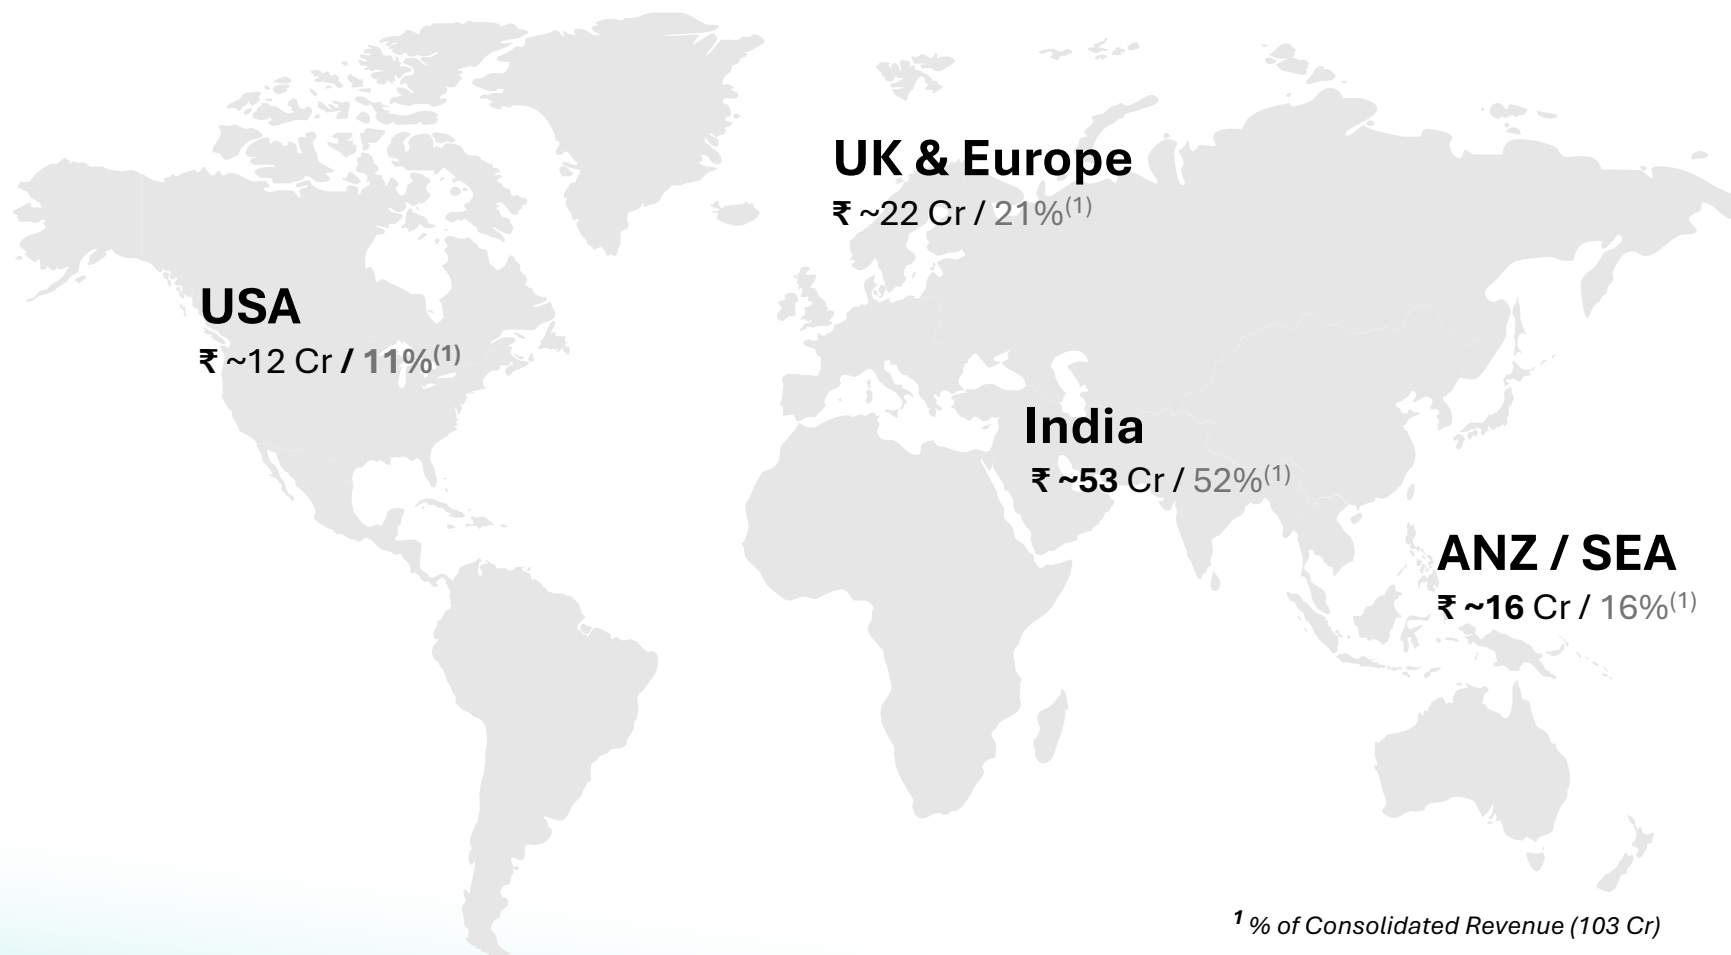 UK & Europe
₹ ~22 Cr / 21%(1)
USA
₹ ~12 Cr / 11%(1)
India
₹ ~53 Cr / 52%(1)
ANZ / SEA
₹ ~16 Cr / 16%(1)
1 % of Consolidated Revenue (103 Cr)